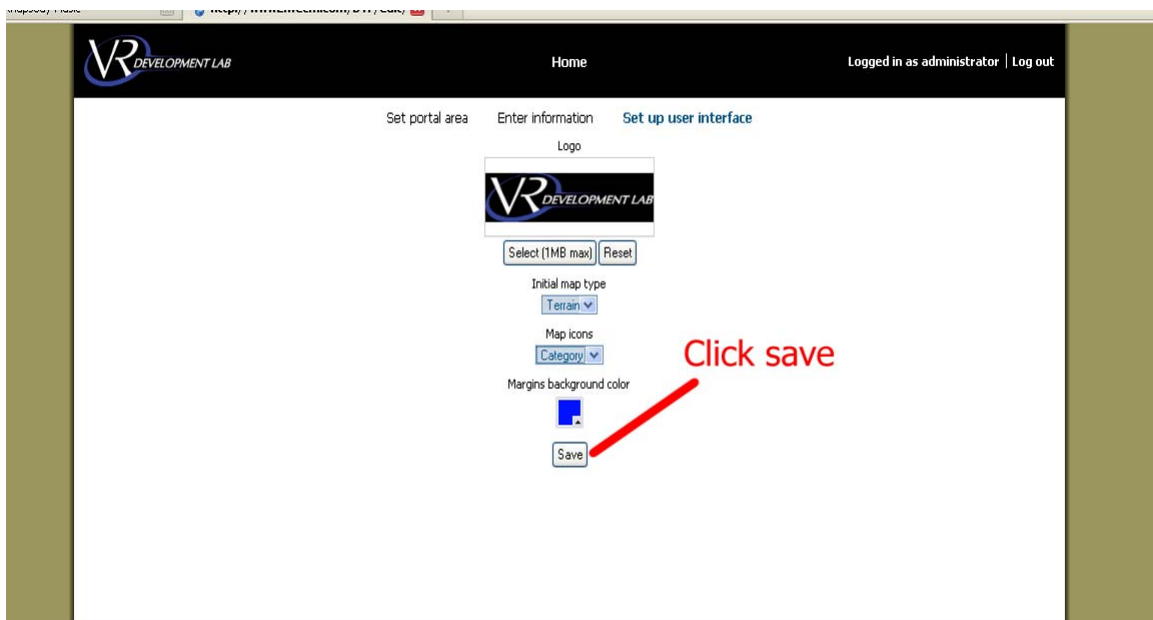 VR DEVELOPMENT LAB
Home
Logged in as administrator | Log out
Set portal area Enter information Set up user interface
Logo
VR DEVELOPMENT LAB
Select (1MB max) Reset
Initial map type
Terrain
Map icons
Category
Click save
Margins background color
Save